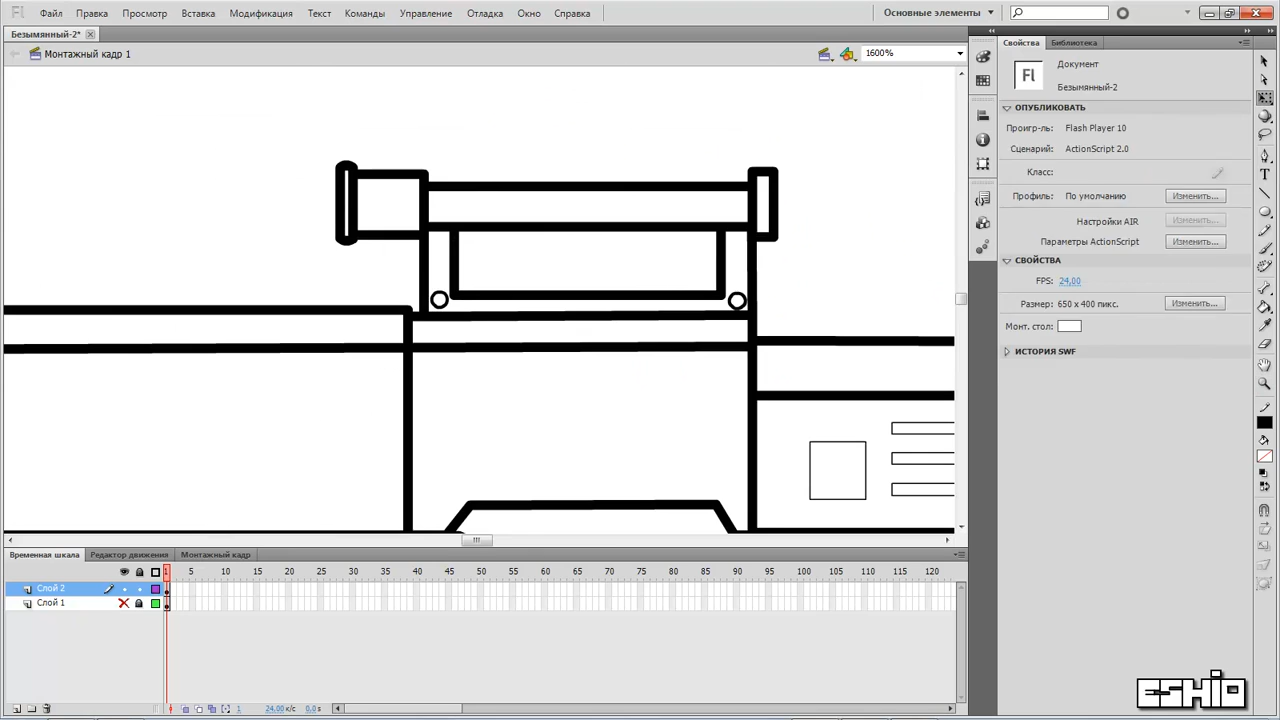 Fl Файл Правка Просмотр Вставка Модификация Текст Команды Управление Отладка Окно Справка Основные элементы
Безымянный-2*
Монтажный кадр 1 1600%
Свойства Библиотека
Fl Документ
Безымянный-2
ОПУБЛИКОВАТЬ
Проигр-ль: Flash Player 10
Сценарий: ActionScript 2.0
Класс:
Профиль: По умолчанию Изменить...
Настройки AIR Изменить...
Параметры ActionScript Изменить...
СВОЙСТВА
FPS: 24,00
Размер: 650 x 400 пикс. Изменить...
Монт. стол:
ИСТОРИЯ SWF
Временная шкала Редактор движения Монтажный кадр
1 5 10 15 20 25 30 35 40 45 50 55 60 65 70 75 80 85 90 95 100 105 110 115 120
Слой 2
Слой 1
1 24,00 к/с 0,0 s
ESHIO